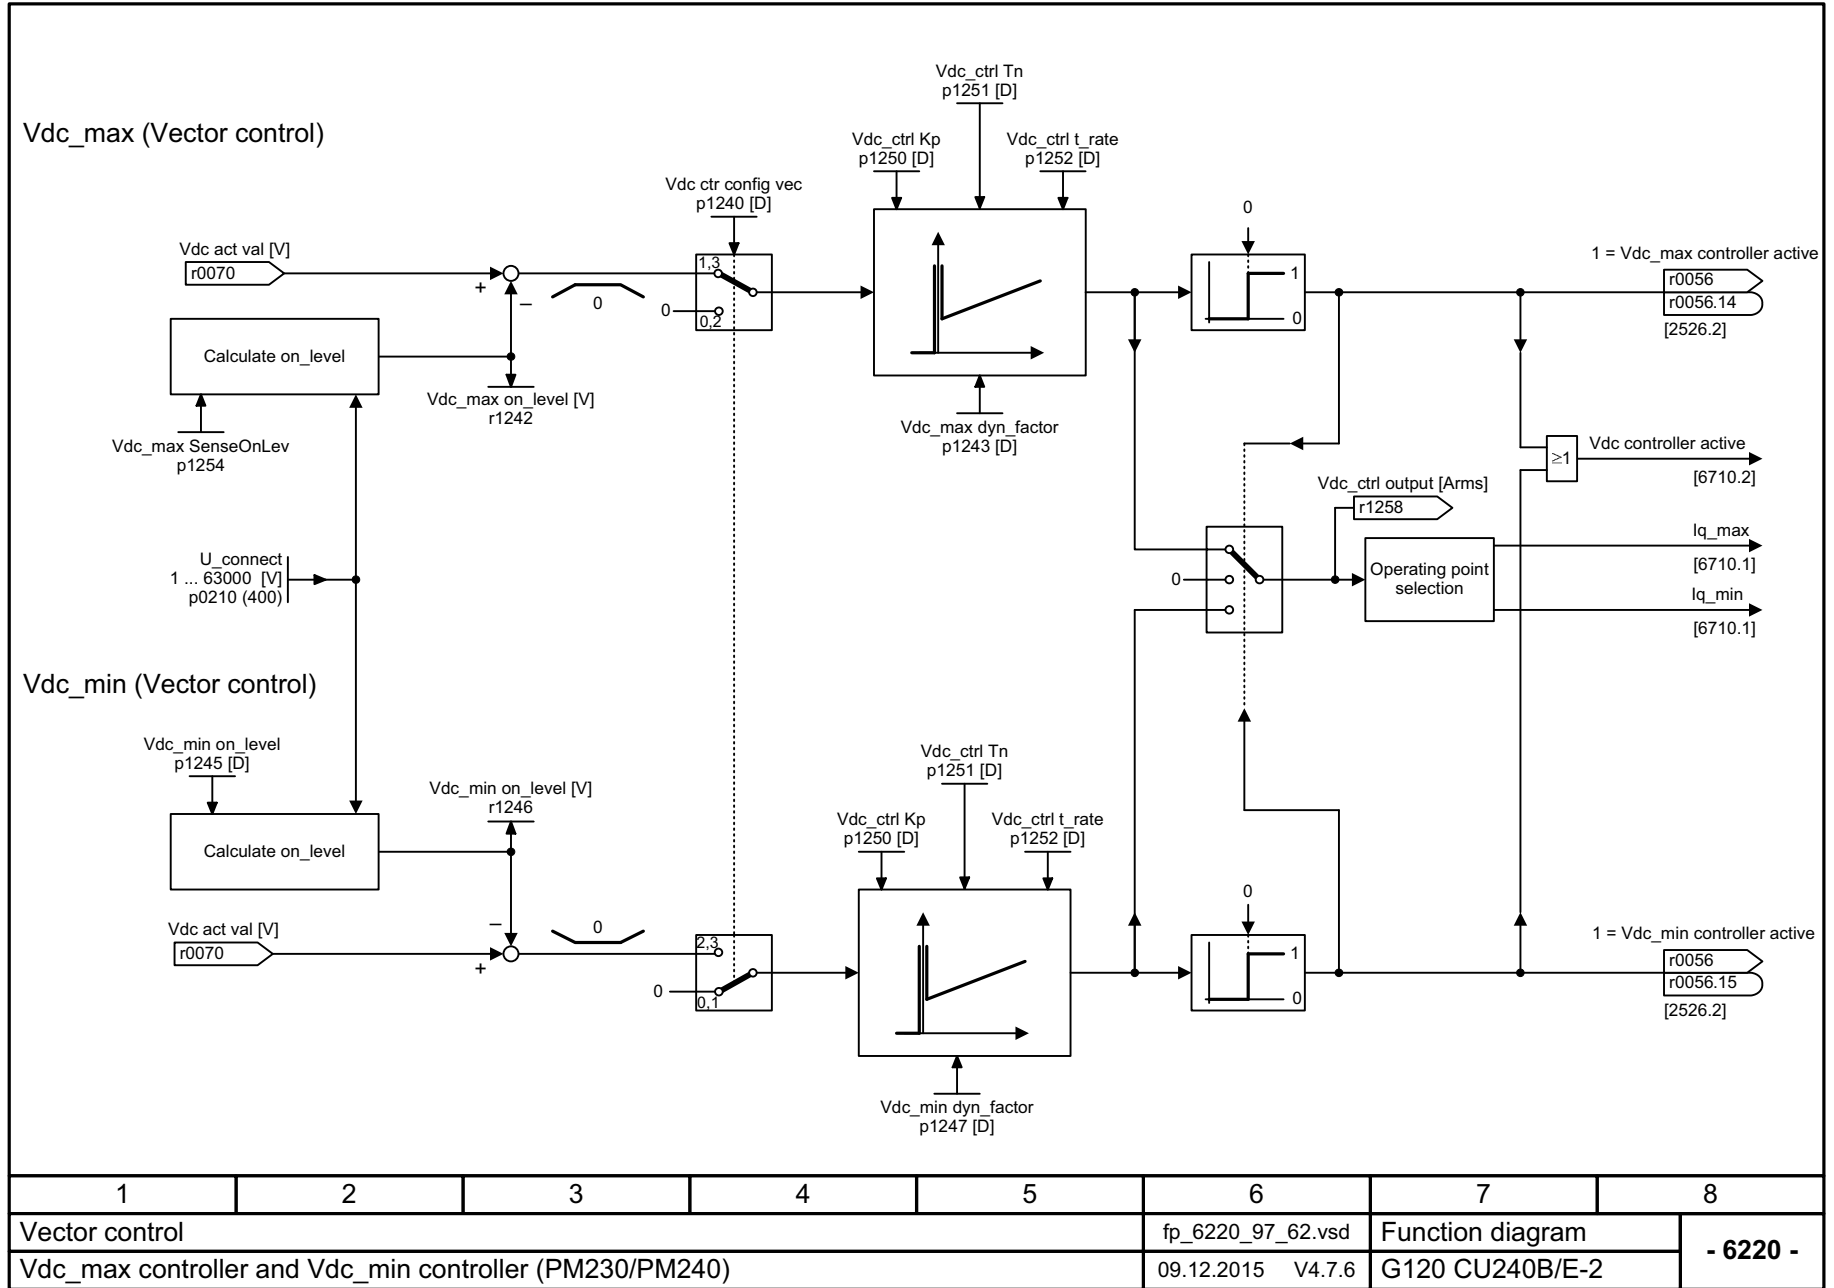 Vdc_max (Vector control)
Vdc_ctrl Tn
p1251 [D]
Vdc_ctrl Kp
p1250 [D]
Vdc_ctrl t_rate
p1252 [D]
Vdc ctr config vec
p1240 [D]
0
Vdc act val [V]
r0070
+
–
0
1,3
0
0,2
1
0
1 = Vdc_max controller active
r0056
r0056.14
[2526.2]
Calculate on_level
Vdc_max on_level [V]
r1242
Vdc_max SenseOnLev
p1254
Vdc_max dyn_factor
p1243 [D]
≥1
Vdc controller active
[6710.2]
Vdc_ctrl output [Arms]
r1258
U_connect
1 ... 63000 [V]
p0210 (400)
0
Operating point
selection
Iq_max
[6710.1]
Iq_min
[6710.1]
Vdc_min (Vector control)
Vdc_min on_level
p1245 [D]
Vdc_min on_level [V]
r1246
Vdc_ctrl Tn
p1251 [D]
Vdc_ctrl Kp
p1250 [D]
Vdc_ctrl t_rate
p1252 [D]
Calculate on_level
0
Vdc act val [V]
r0070
+
–
0
2,3
0
0,1
1
0
1 = Vdc_min controller active
r0056
r0056.15
[2526.2]
Vdc_min dyn_factor
p1247 [D]
1 2 3 4 5 6 7 8
Vector control
fp_6220_97_62.vsd
Function diagram
- 6220 -
Vdc_max controller and Vdc_min controller (PM230/PM240)
09.12.2015 V4.7.6
G120 CU240B/E-2